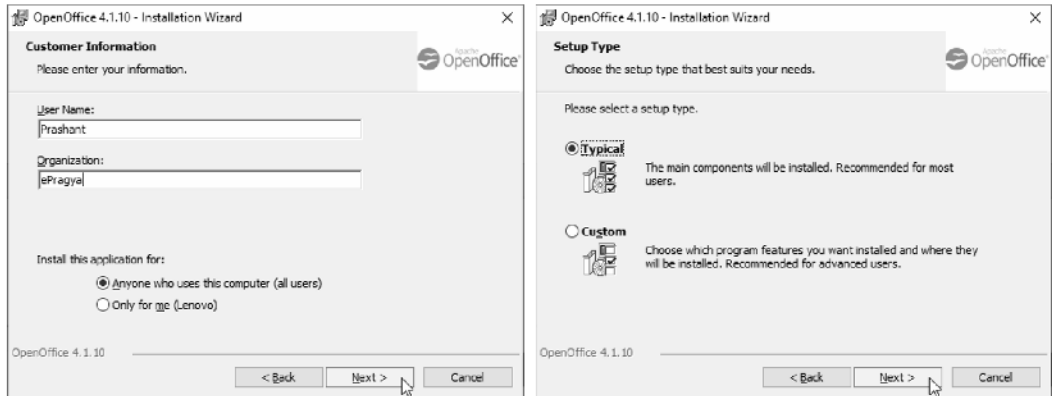 OpenOffice 4.1.10 - Installation Wizard
Customer Information
Please enter your information.
Apache
OpenOffice
User Name:
Prashant
Organization:
ePragya
Install this application for:
Anyone who uses this computer (all users)
Only for me (Lenovo)
OpenOffice 4.1.10
< Back
Next >
Cancel
OpenOffice 4.1.10 - Installation Wizard
Setup Type
Choose the setup type that best suits your needs.
Apache
OpenOffice
Please select a setup type.
Typical
The main components will be installed. Recommended for most
users.
Custom
Choose which program features you want installed and where they
will be installed. Recommended for advanced users.
OpenOffice 4.1.10
< Back
Next >
Cancel